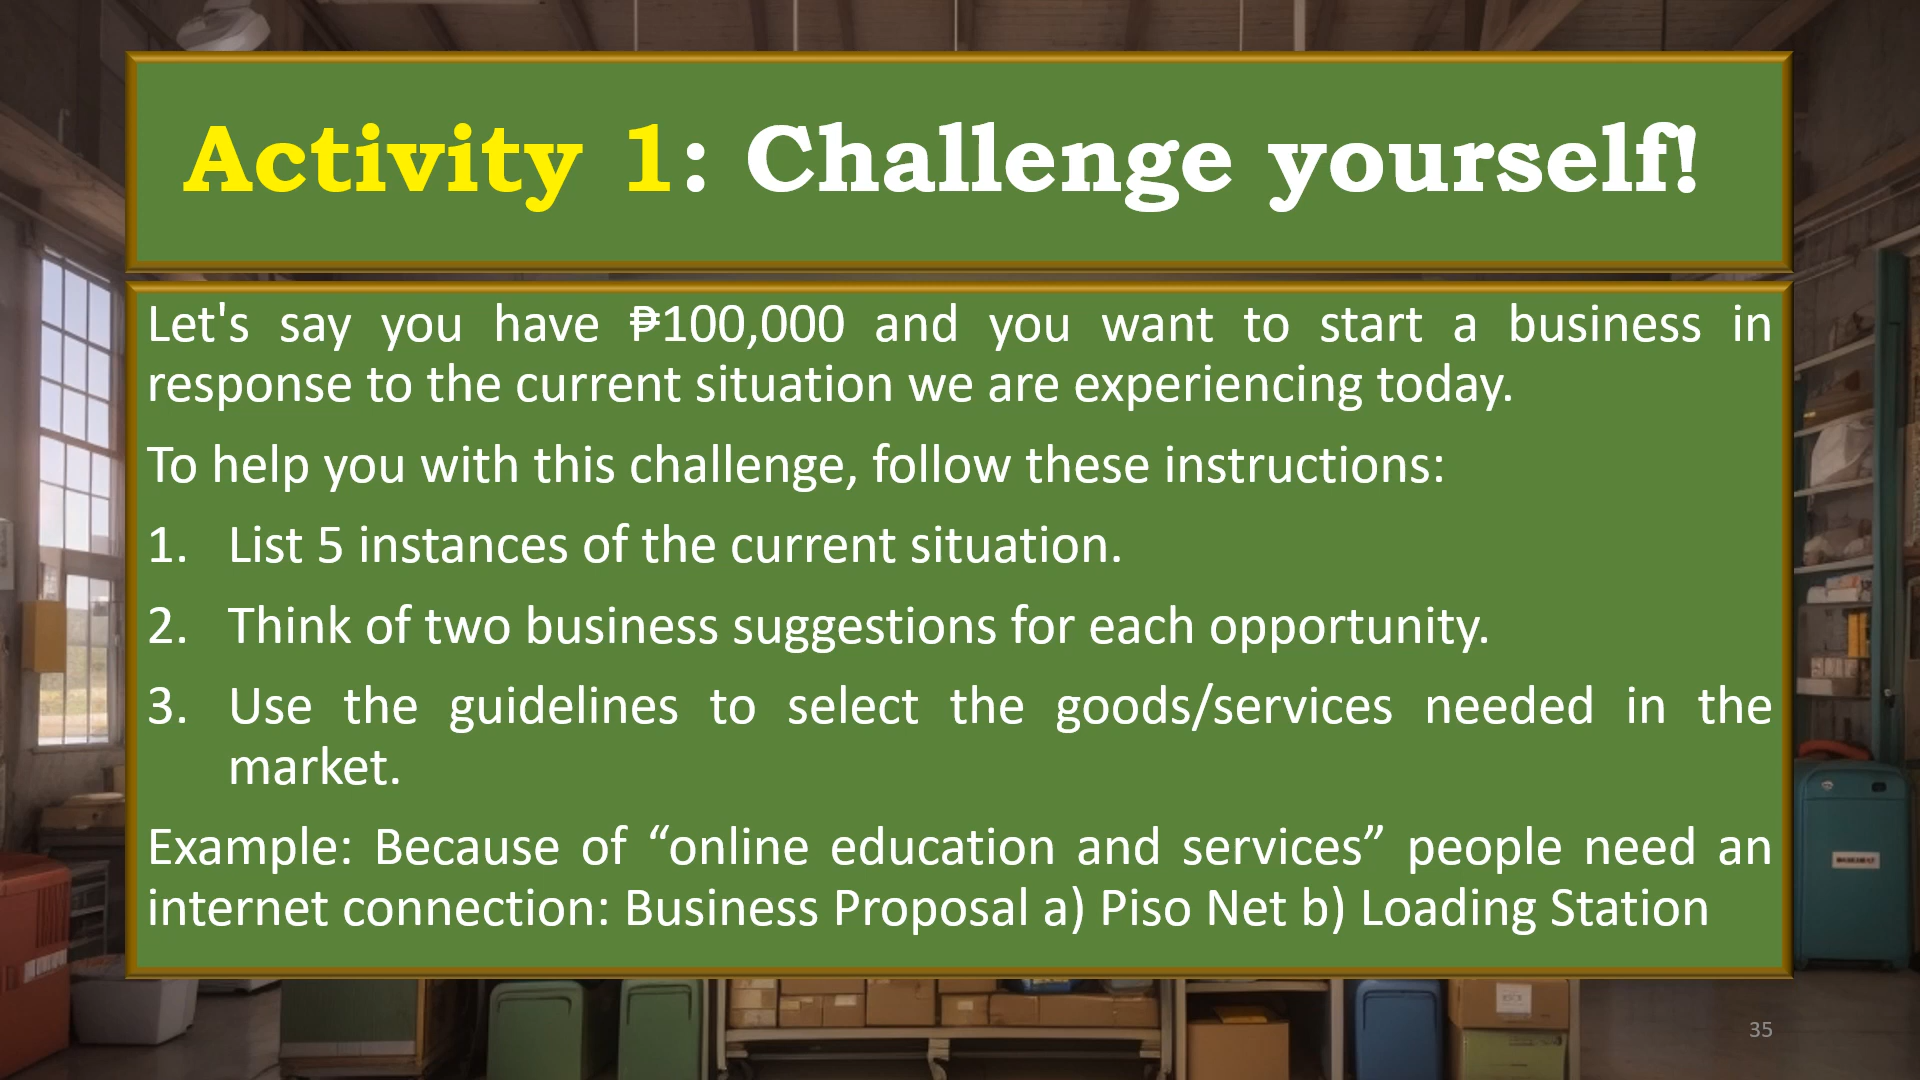 Activity 1: Challenge yourself!
Let's say you have ₱100,000 and you want to start a business in
response to the current situation we are experiencing today.
To help you with this challenge, follow these instructions:
1. List 5 instances of the current situation.
2. Think of two business suggestions for each opportunity.
3. Use the guidelines to select the goods/services needed in the
market.
Example: Because of “online education and services” people need an
internet connection: Business Proposal a) Piso Net b) Loading Station
35